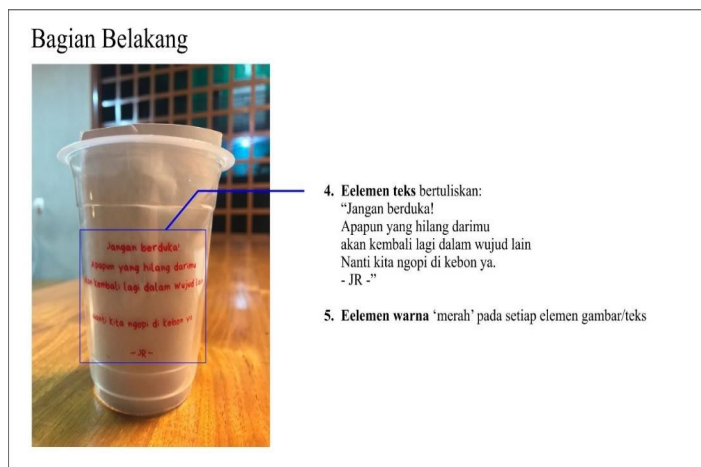 Bagian Belakang
Jangan berduka!
Apapun yang hilang darimu
akan kembali lagi dalam wujud lain
Nanti kita ngopi di kebon ya
- JR -
4. Eelemen teks bertuliskan:
“Jangan berduka!
Apapun yang hilang darimu
akan kembali lagi dalam wujud lain
Nanti kita ngopi di kebon ya.
- JR -”
5. Eelemen warna ‘merah’ pada setiap elemen gambar/teks